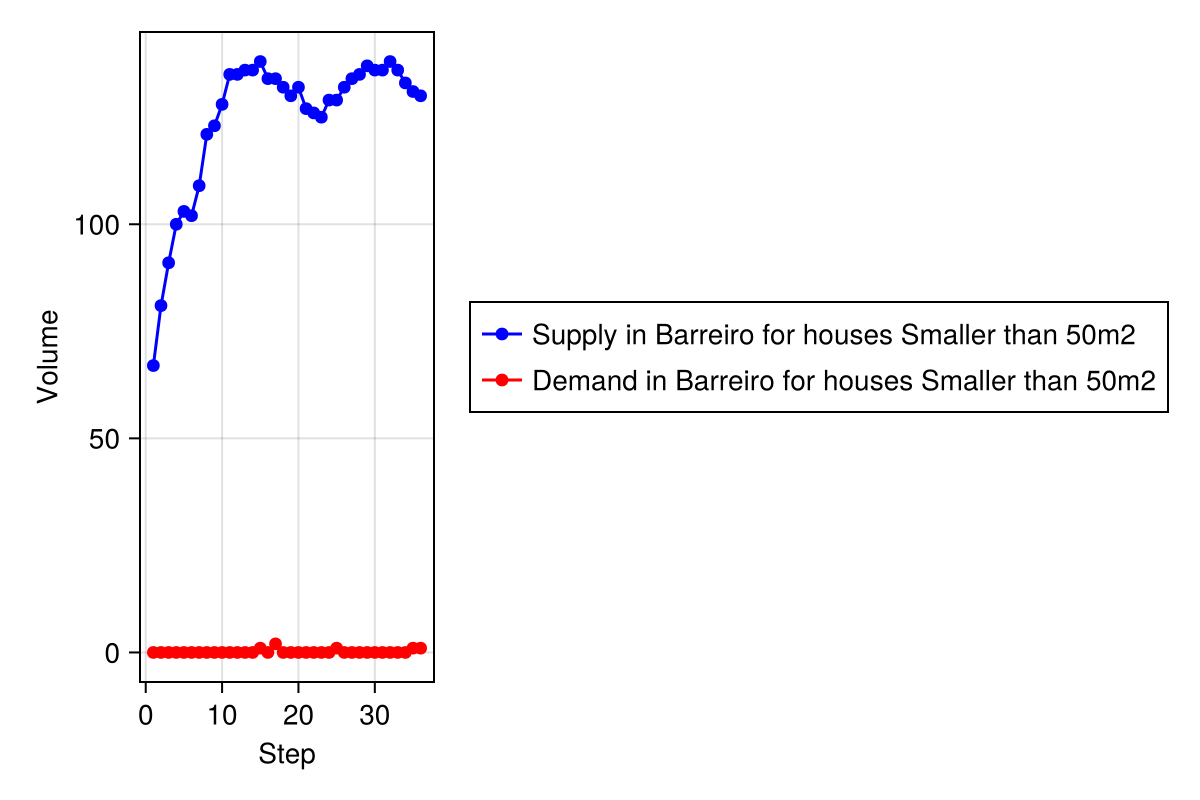 Volume
100
50
0
0 10 20 30
Step
Supply in Barreiro for houses Smaller than 50m2
Demand in Barreiro for houses Smaller than 50m2